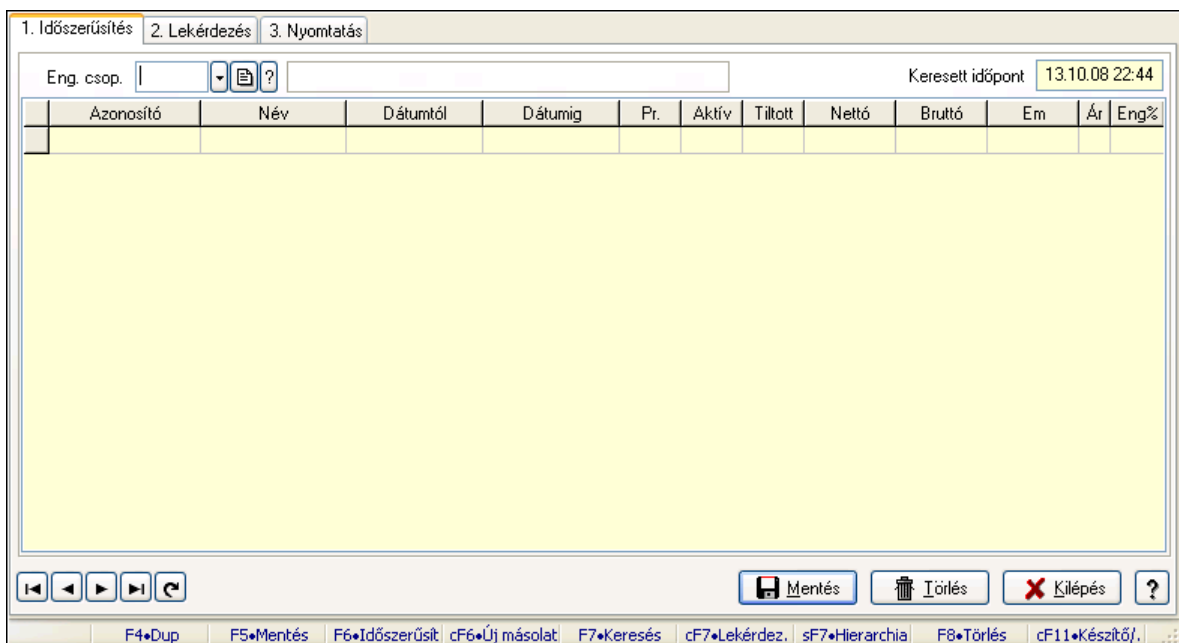 1. Időszerűsítés 2. Lekérdezés 3. Nyomtatás
Eng. csop. ? Keresett időpont 13.10.08 22:44
Azonosító Név Dátumtól Dátumig Pr. Aktív Tiltott Nettó Bruttó Em Ár Eng%
Mentés Törlés Kilépés ?
F4•Dup F5•Mentés F6•Időszerűsít cF6•Új másolat F7•Keresés cF7•Lekérdez. sF7•Hierarchia F8•Törlés cF11•Készítő/.